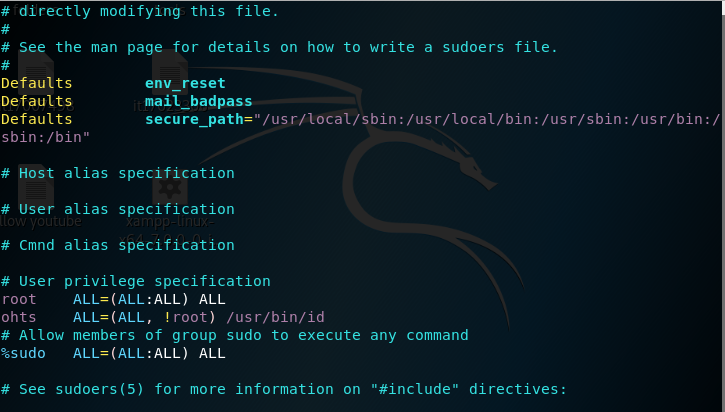 # directly modifying this file.
#
# See the man page for details on how to write a sudoers file.
#
Defaults        env_reset
Defaults        mail_badpass
Defaults        secure_path="/usr/local/sbin:/usr/local/bin:/usr/sbin:/usr/bin:/
sbin:/bin"
# Host alias specification
# User alias specification
llow youtube
xampp-linux-
# Cmnd alias specification
# User privilege specification
root    ALL=(ALL:ALL) ALL
ohts    ALL=(ALL, !root) /usr/bin/id
# Allow members of group sudo to execute any command
%sudo   ALL=(ALL:ALL) ALL
# See sudoers(5) for more information on "#include" directives: